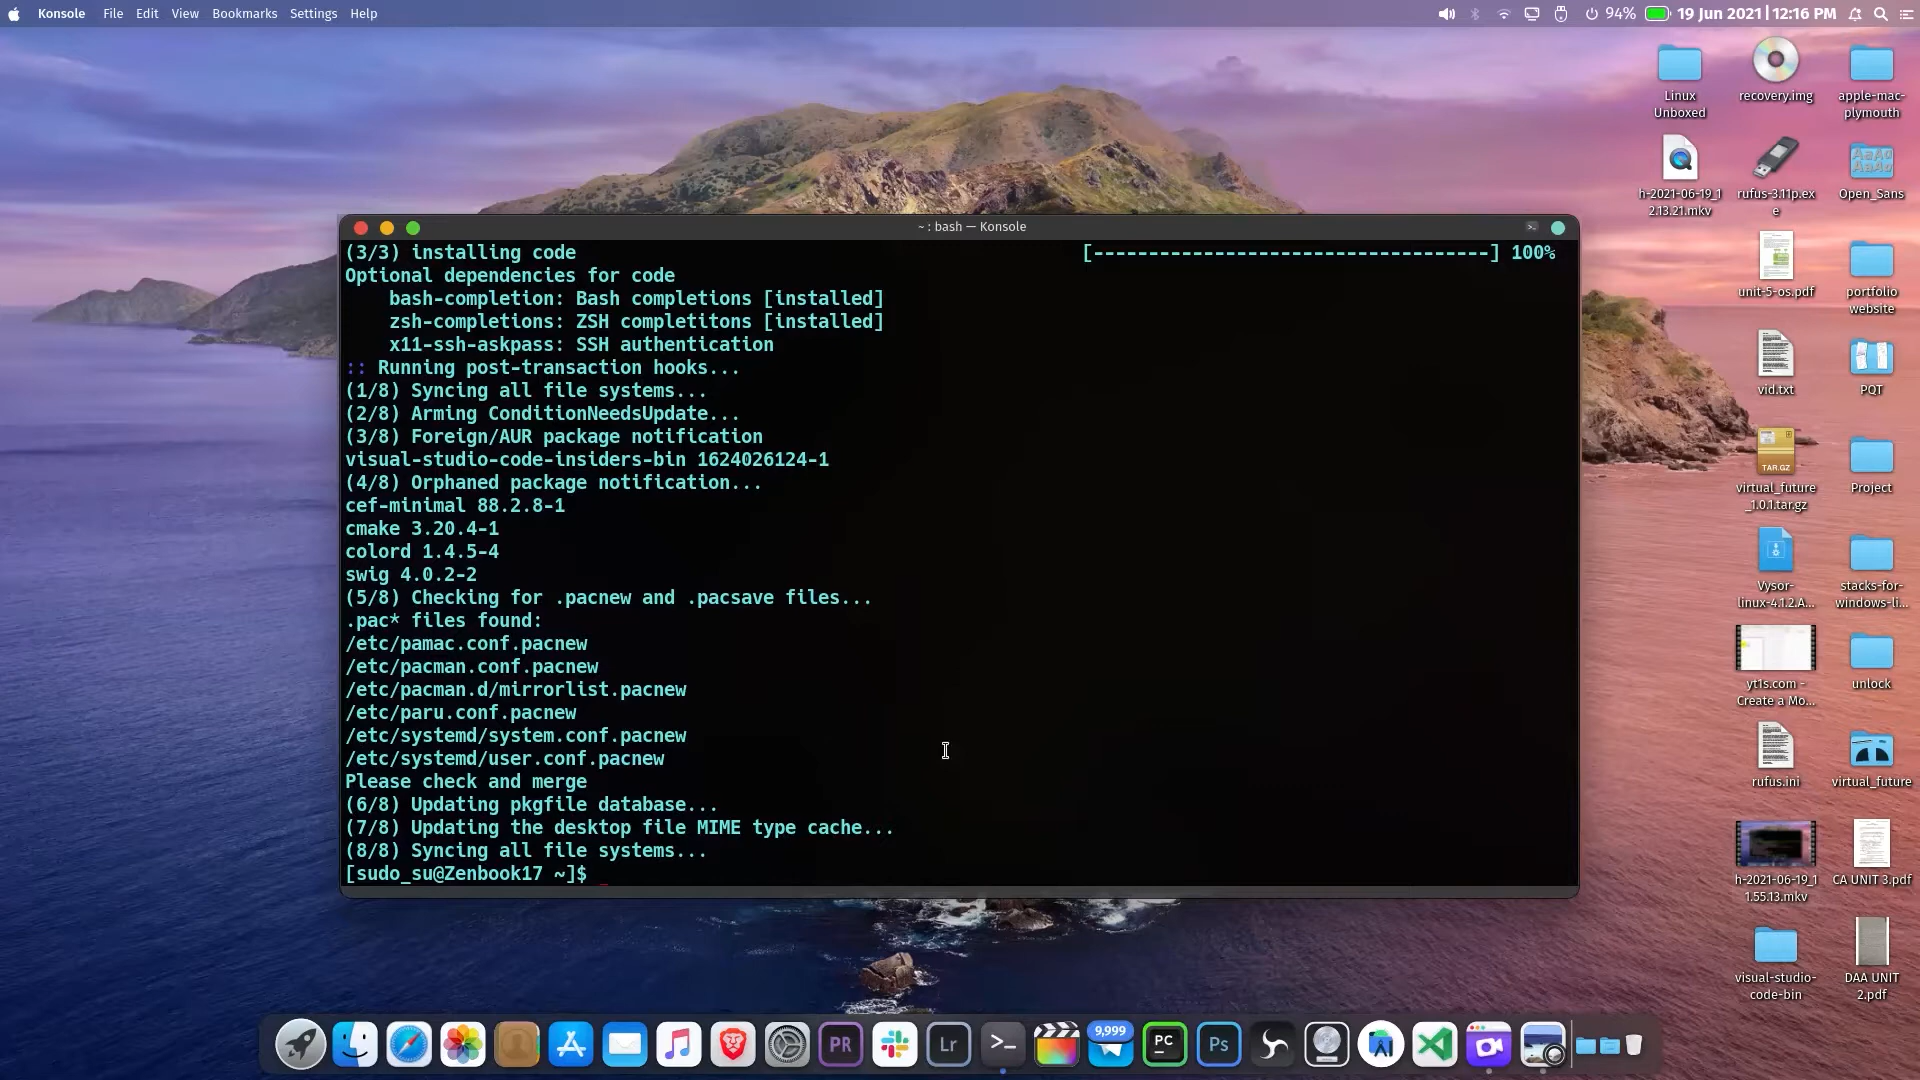 Konsole File Edit View Bookmarks Settings Help
94% 19 Jun 2021 | 12:16 PM
Linux
Unboxed
recovery.img
apple-mac-
plymouth
h-2021-06-19_1
2.13.21.mkv
rufus-3.11p.ex
e
Open_Sans
unit-5-os.pdf
portfolio
website
vid.txt
PQT
TAR.GZ
virtual_future
_1.0.1.tar.gz
Project
Vysor-
linux-4.1.2.A...
stacks-for-
windows-li...
yt1s.com -
Create a Mo...
unlock
rufus.ini
virtual_future
h-2021-06-19_1
1.55.13.mkv
CA UNIT 3.pdf
visual-studio-
code-bin
DAA UNIT
2.pdf
~ : bash — Konsole
(3/3) installing code [------------------------------------] 100%
Optional dependencies for code
bash-completion: Bash completions [installed]
zsh-completions: ZSH completitons [installed]
x11-ssh-askpass: SSH authentication
:: Running post-transaction hooks...
(1/8) Syncing all file systems...
(2/8) Arming ConditionNeedsUpdate...
(3/8) Foreign/AUR package notification
visual-studio-code-insiders-bin 1624026124-1
(4/8) Orphaned package notification...
cef-minimal 88.2.8-1
cmake 3.20.4-1
colord 1.4.5-4
swig 4.0.2-2
(5/8) Checking for .pacnew and .pacsave files...
.pac* files found:
/etc/pamac.conf.pacnew
/etc/pacman.conf.pacnew
/etc/pacman.d/mirrorlist.pacnew
/etc/paru.conf.pacnew
/etc/systemd/system.conf.pacnew
/etc/systemd/user.conf.pacnew
Please check and merge
(6/8) Updating pkgfile database...
(7/8) Updating the desktop file MIME type cache...
(8/8) Syncing all file systems...
[sudo_su@Zenbook17 ~]$
PR
Lr
>_
9,999
PC
Ps